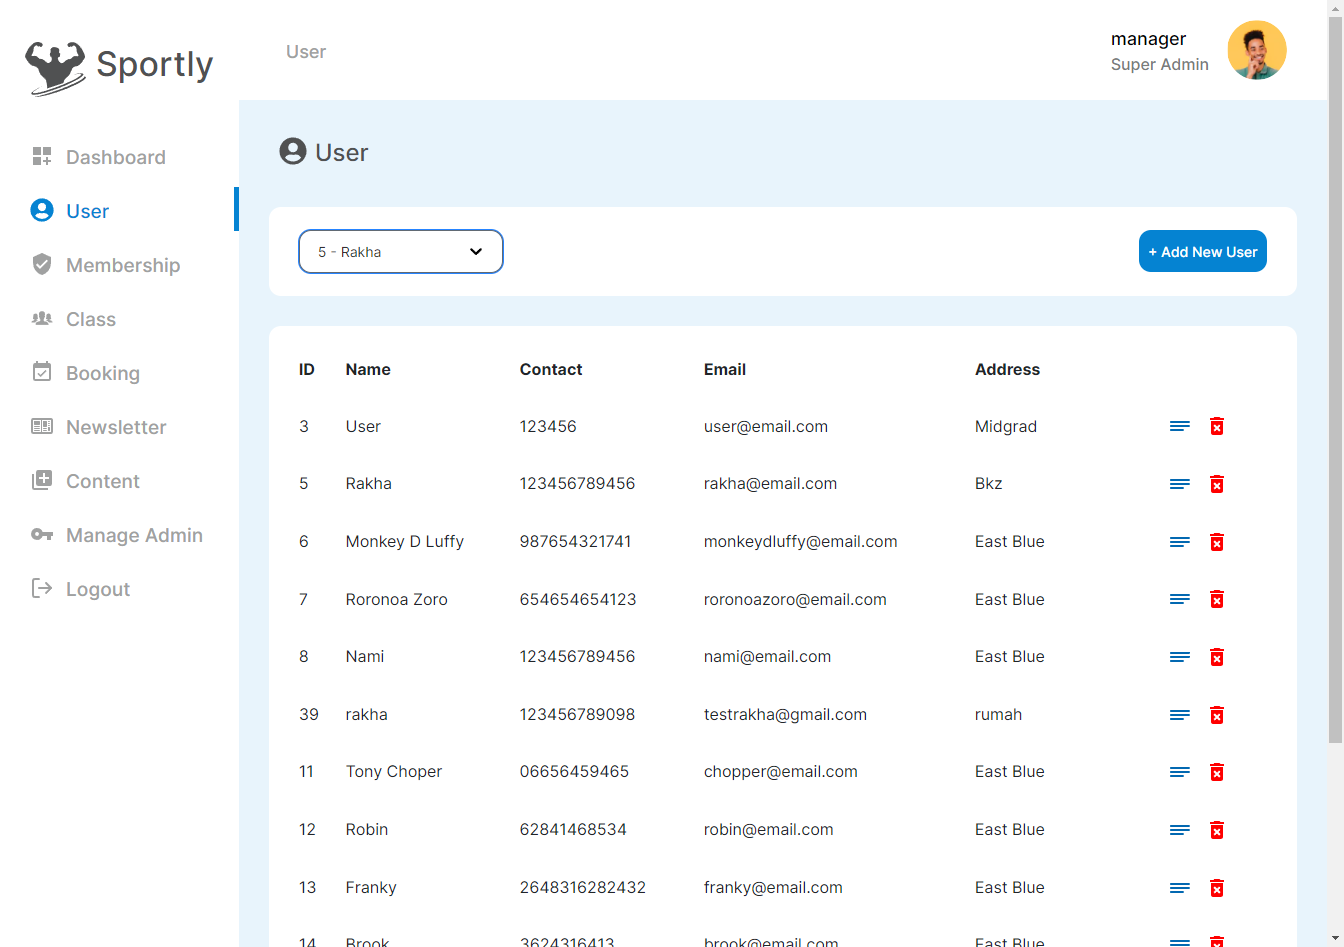 Sportly
User
manager
Super Admin
Dashboard
User
Membership
Class
Booking
Newsletter
Content
Manage Admin
Logout
User
5 - Rakha
+ Add New User
ID Name Contact Email Address
3 User 123456 user@email.com Midgrad
5 Rakha 123456789456 rakha@email.com Bkz
6 Monkey D Luffy 987654321741 monkeydluffy@email.com East Blue
7 Roronoa Zoro 654654654123 roronoazoro@email.com East Blue
8 Nami 123456789456 nami@email.com East Blue
39 rakha 123456789098 testrakha@gmail.com rumah
11 Tony Choper 06656459465 chopper@email.com East Blue
12 Robin 62841468534 robin@email.com East Blue
13 Franky 2648316282432 franky@email.com East Blue
14 Brook 3624316413 brook@email.com East Blue